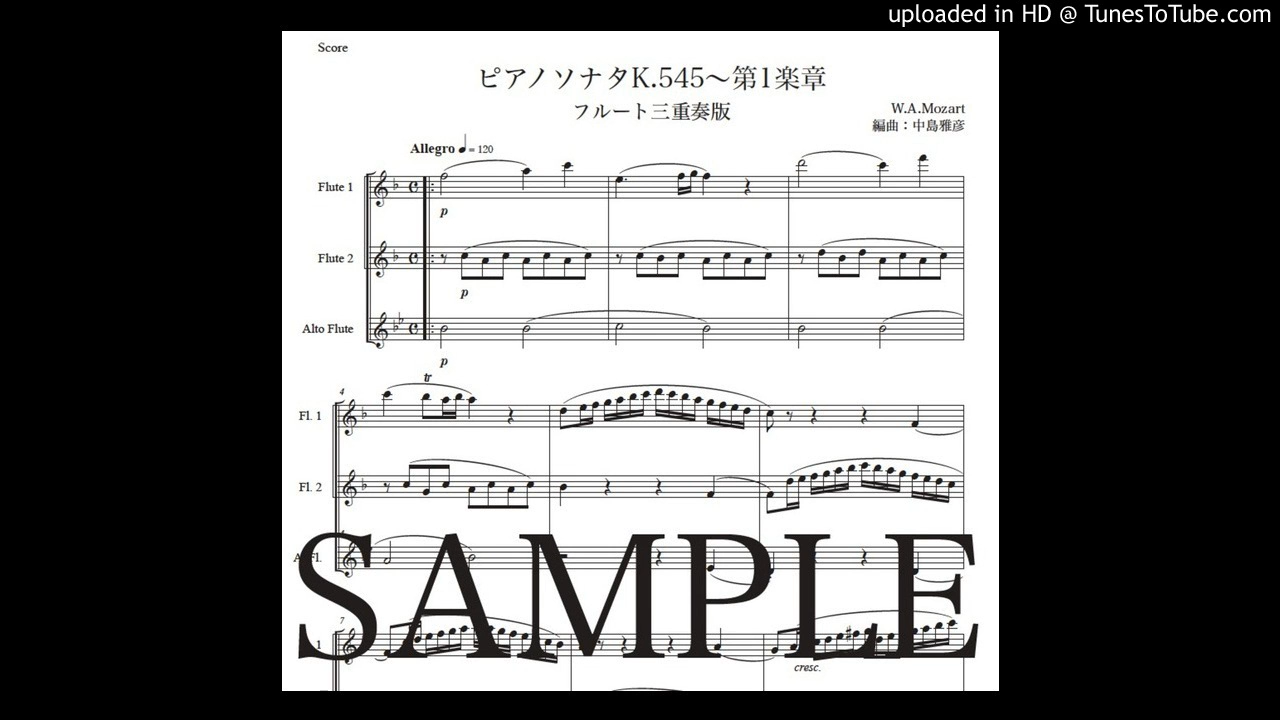 uploaded in HD @ TunesToTube.com
Score
ピアノソナタK.545〜第1楽章
フルート三重奏版
W.A.Mozart
編曲：中島雅彦
Allegro ♩ = 120
Flute 1
p
Flute 2
p
Alto Flute
p
4
tr
Fl. 1
Fl. 2
SAMPLE
7
cresc.